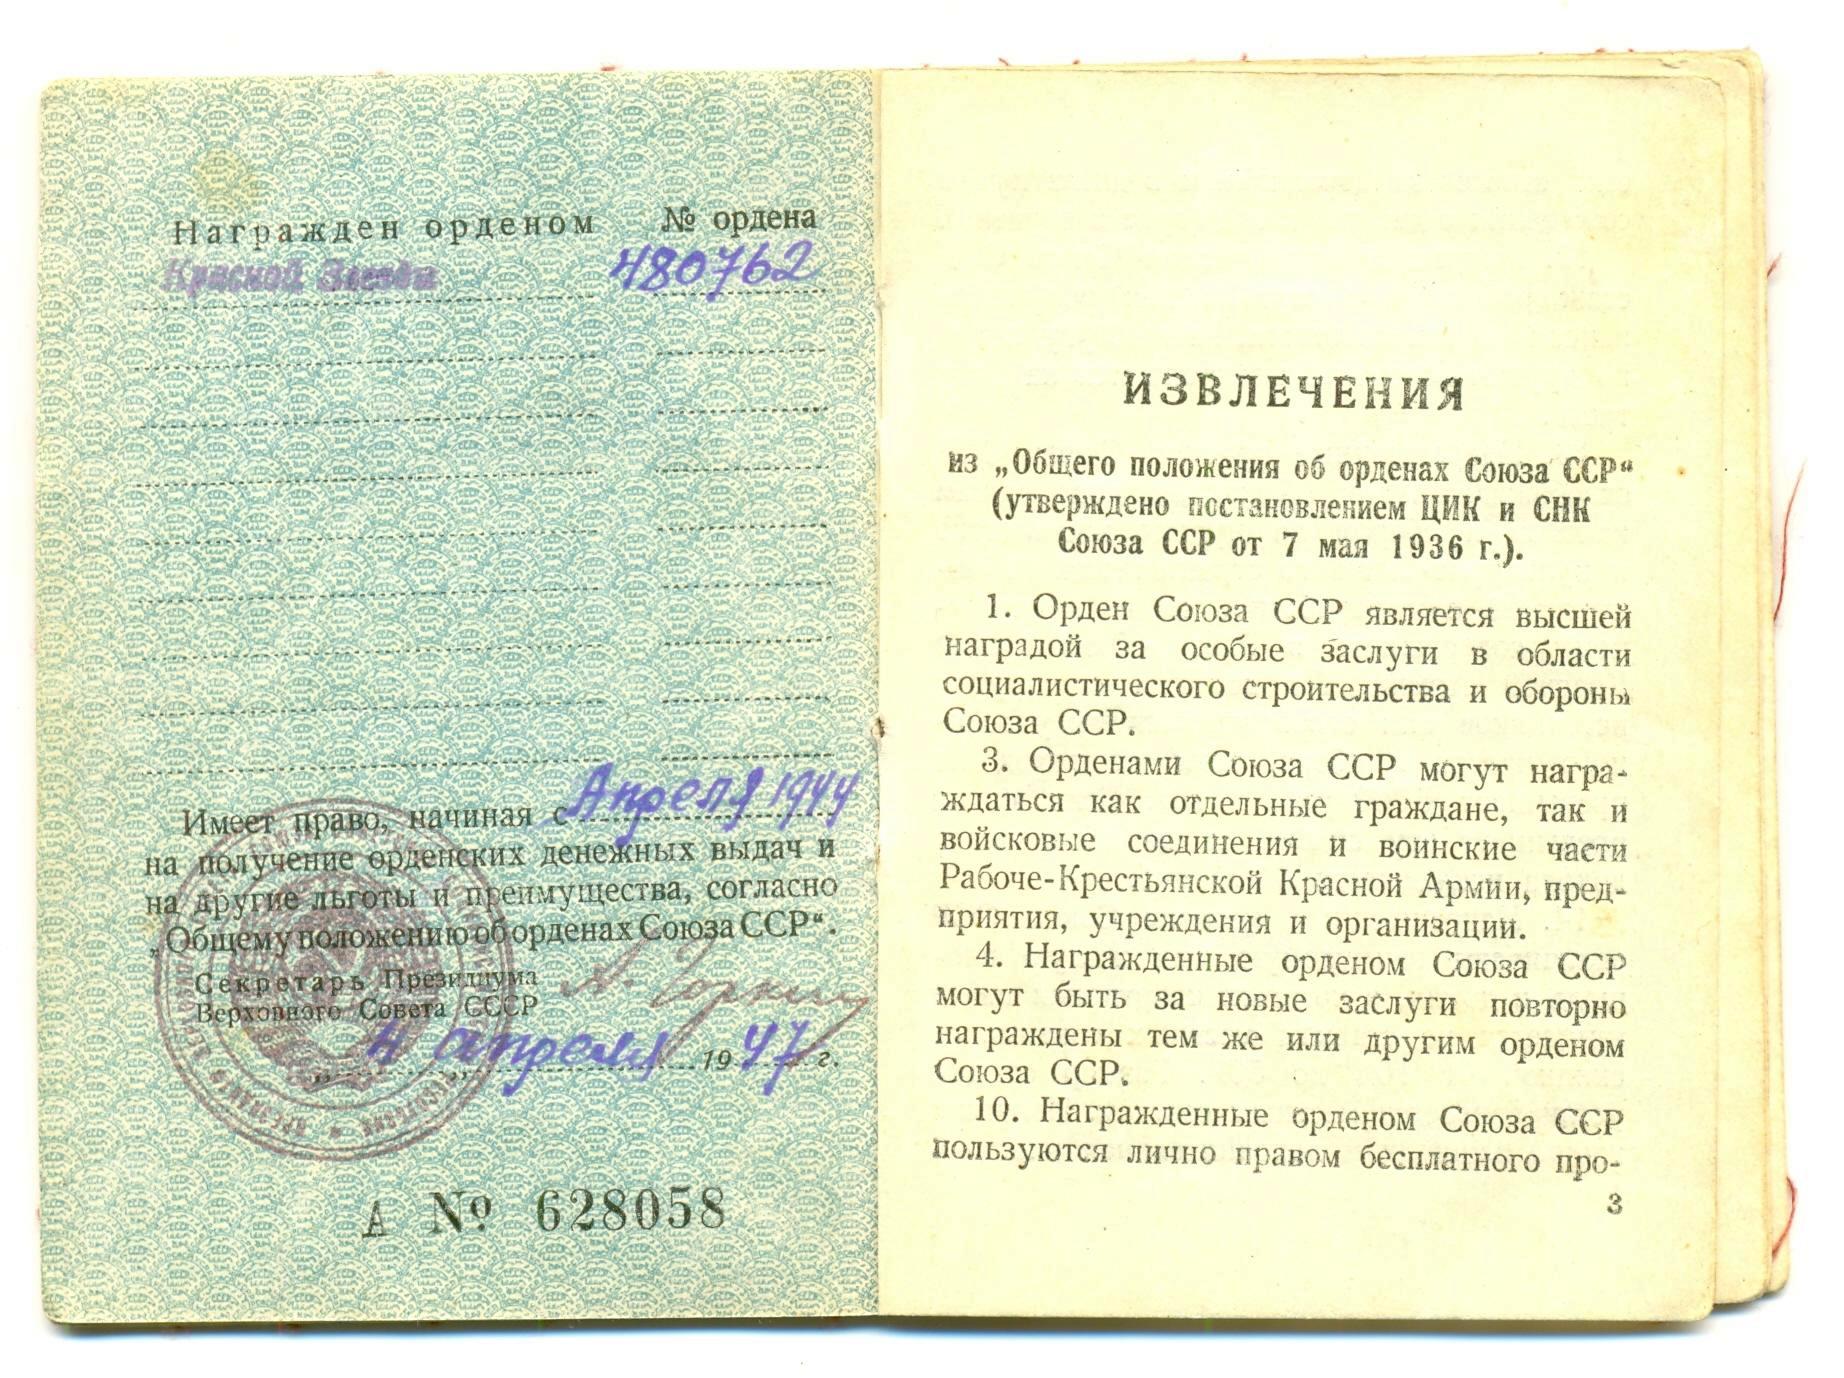 Награжден орденом № ордена
Красной Звезды 480762
Имеет право, начиная с Апреля 1944
на получение орденских денежных выдач и
на другие льготы и преимущества, согласно
„Общему положению об орденах Союза ССР“.
Секретарь Президиума
Верховного Совета СССР А. Горкин
„4 „ апреля 1947 г.
А № 628058
ИЗВЛЕЧЕНИЯ
из „Общего положения об орденах Союза ССР“
(утверждено постановлением ЦИК и СНК
Союза ССР от 7 мая 1936 г.).
1. Орден Союза ССР является высшей
наградой за особые заслуги в области
социалистического строительства и обороны
Союза ССР.
3. Орденами Союза ССР могут награ-
ждаться как отдельные граждане, так и
войсковые соединения и воинские части
Рабоче-Крестьянской Красной Армии, пред-
приятия, учреждения и организации.
4. Награжденные орденом Союза ССР
могут быть за новые заслуги повторно
награждены тем же или другим орденом
Союза ССР.
10. Награжденные орденом Союза ССР
пользуются лично правом бесплатного про-
3